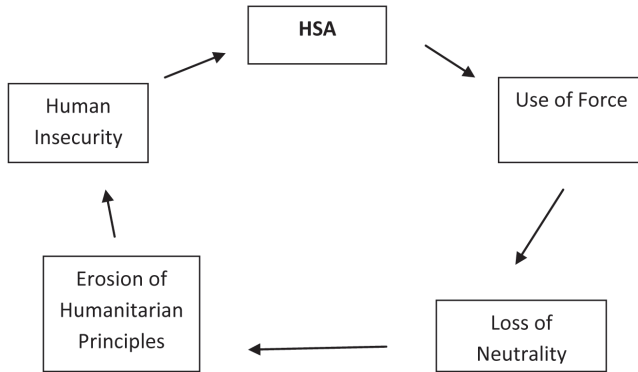 HSA
Use of Force
Loss of
Neutrality
Erosion of
Humanitarian
Principles
Human
Insecurity